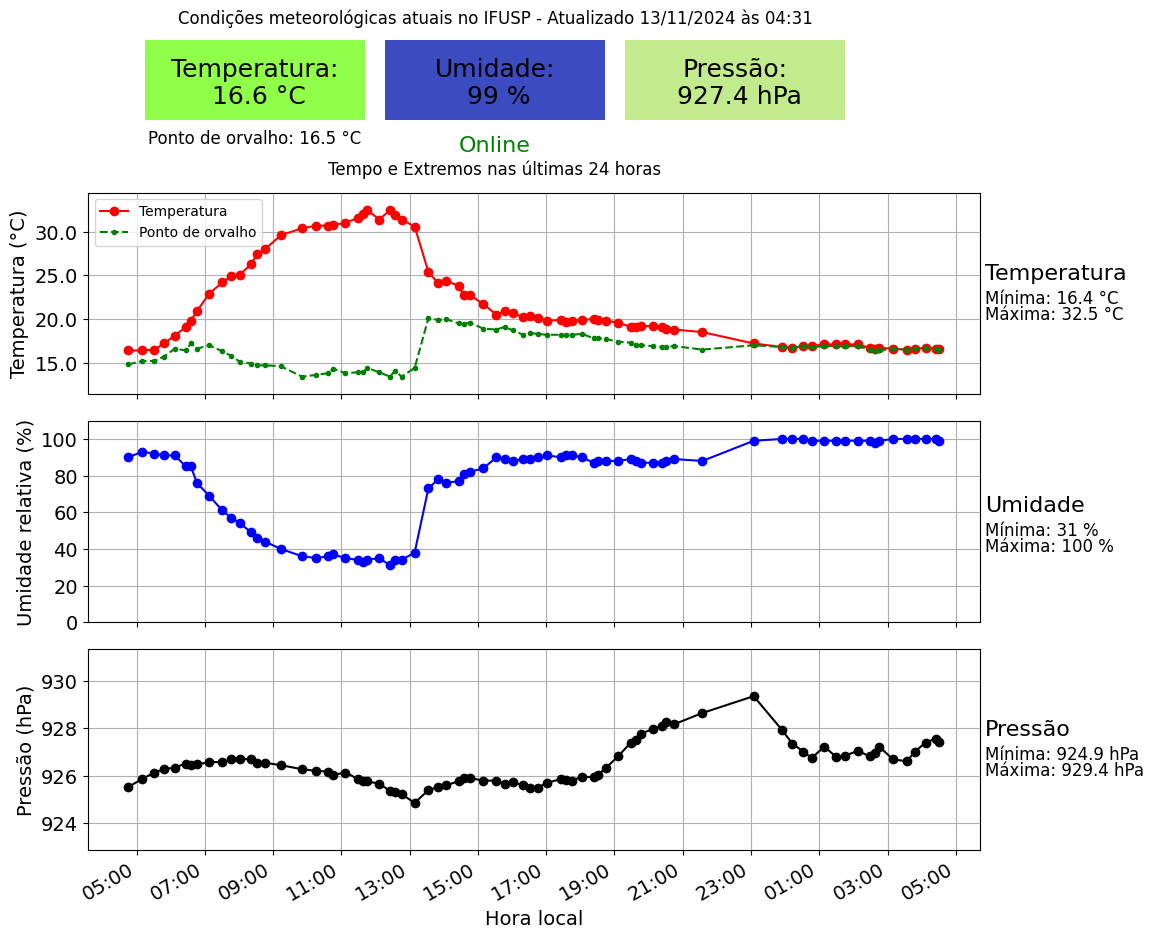 Condições meteorológicas atuais no IFUSP - Atualizado 13/11/2024 às 04:31
Temperatura:
16.6 °C
Umidade:
99 %
Pressão:
927.4 hPa
Ponto de orvalho: 16.5 °C
Online
Tempo e Extremos nas últimas 24 horas
Temperatura
Ponto de orvalho
Temperatura (°C)
30.0
25.0
20.0
15.0
Temperatura
Mínima: 16.4 °C
Máxima: 32.5 °C
Umidade relativa (%)
100
80
60
40
20
0
Umidade
Mínima: 31 %
Máxima: 100 %
Pressão (hPa)
930
928
926
924
Pressão
Mínima: 924.9 hPa
Máxima: 929.4 hPa
05:00 07:00 09:00 11:00 13:00 15:00 17:00 19:00 21:00 23:00 01:00 03:00 05:00
Hora local